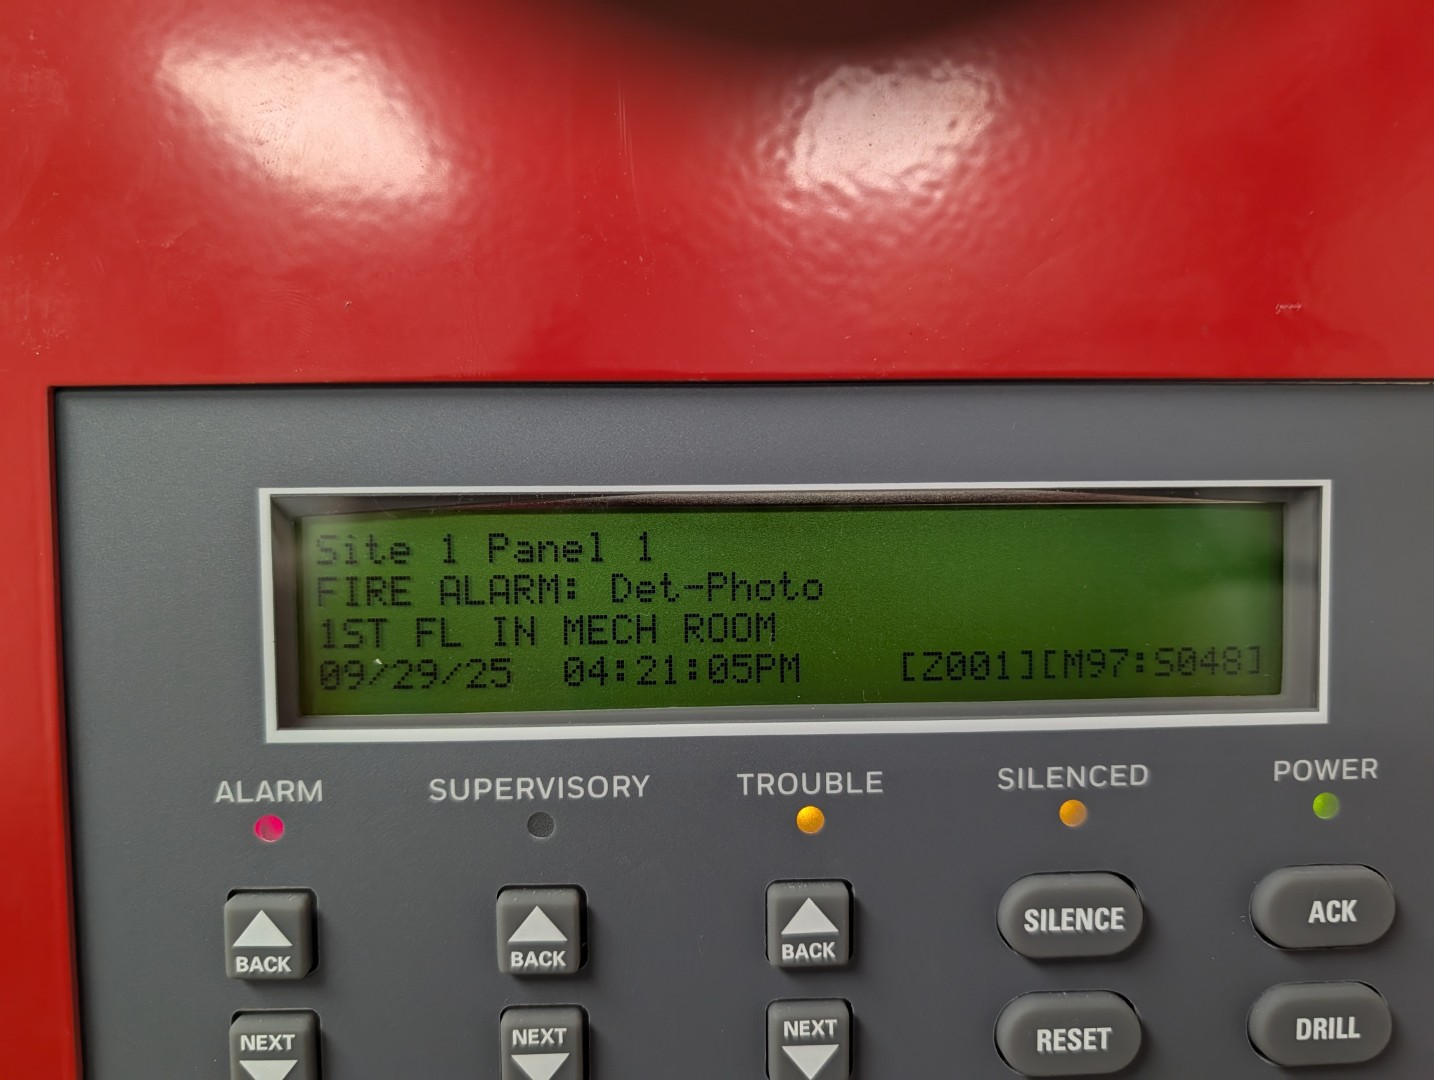 Site 1 Panel 1
FIRE ALARM: Det-Photo
1ST FL IN MECH ROOM
09/29/25 04:21:05PM [Z001][M97:S048]
ALARM SUPERVISORY TROUBLE SILENCED POWER
BACK BACK BACK SILENCE ACK
NEXT NEXT NEXT RESET DRILL